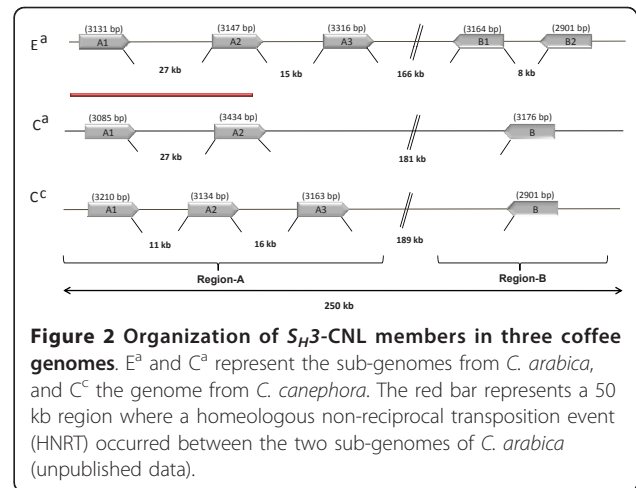 (3131 bp) (3147 bp) (3316 bp) (3164 bp) (2901 bp)
Eᵃ A1 A2 A3 B1 B2
27 kb 15 kb 166 kb 8 kb
(3085 bp) (3434 bp) (3176 bp)
Cᵃ A1 A2 B
27 kb 181 kb
(3210 bp) (3134 bp) (3163 bp) (2901 bp)
Cᶜ A1 A2 A3 B
11 kb 16 kb 189 kb
Region-A Region-B
250 kb
Figure 2 Organization of S_H3-CNL members in three coffee
genomes. Eᵃ and Cᵃ represent the sub-genomes from C. arabica,
and Cᶜ the genome from C. canephora. The red bar represents a 50
kb region where a homeologous non-reciprocal transposition event
(HNRT) occurred between the two sub-genomes of C. arabica
(unpublished data).